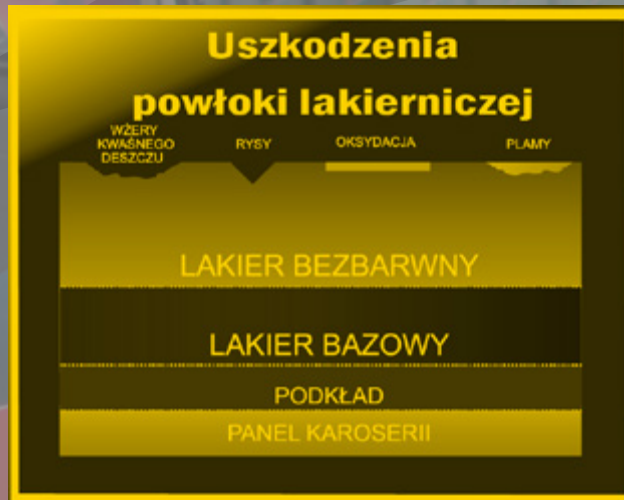 Uszkodzenia
powłoki lakierniczej
WŻERY
KWAŚNEGO
DESZCZU
RYSY
OKSYDACJA
PLAMY
LAKIER BEZBARWNY
LAKIER BAZOWY
PODKŁAD
PANEL KAROSERII